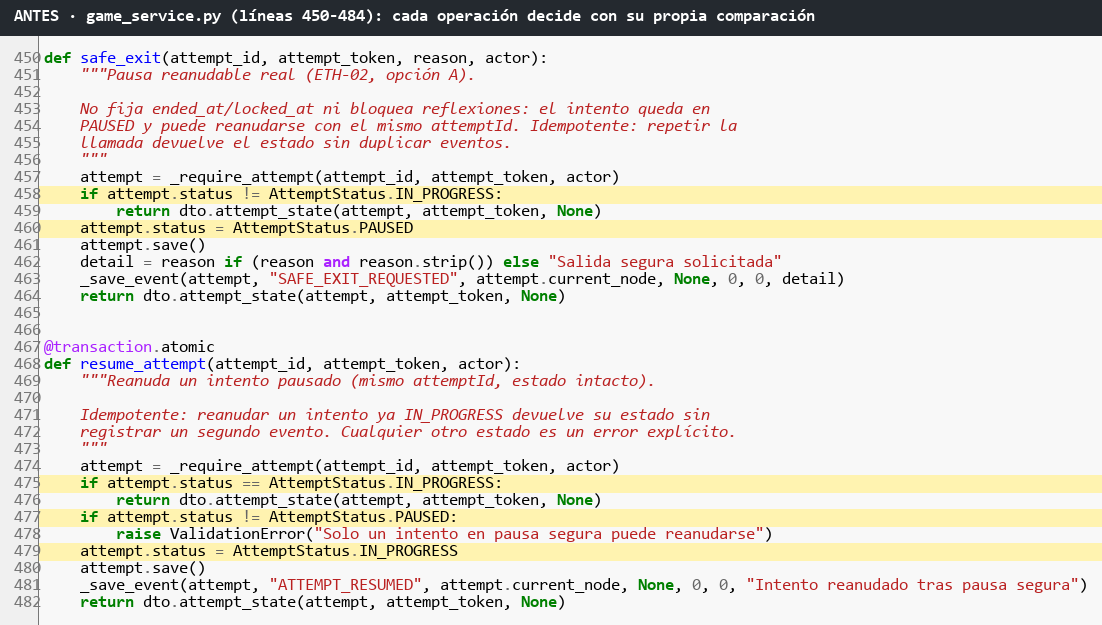 ANTES · game_service.py (líneas 450-484): cada operación decide con su propia comparación
450 def safe_exit(attempt_id, attempt_token, reason, actor):
451     """Pausa reanudable real (ETH-02, opción A).
452
453     No fija ended_at/locked_at ni bloquea reflexiones: el intento queda en
454     PAUSED y puede reanudarse con el mismo attemptId. Idempotente: repetir la
455     llamada devuelve el estado sin duplicar eventos.
456     """
457     attempt = _require_attempt(attempt_id, attempt_token, actor)
458     if attempt.status != AttemptStatus.IN_PROGRESS:
459         return dto.attempt_state(attempt, attempt_token, None)
460     attempt.status = AttemptStatus.PAUSED
461     attempt.save()
462     detail = reason if (reason and reason.strip()) else "Salida segura solicitada"
463     _save_event(attempt, "SAFE_EXIT_REQUESTED", attempt.current_node, None, 0, 0, detail)
464     return dto.attempt_state(attempt, attempt_token, None)
465
466
467 @transaction.atomic
468 def resume_attempt(attempt_id, attempt_token, actor):
469     """Reanuda un intento pausado (mismo attemptId, estado intacto).
470
471     Idempotente: reanudar un intento ya IN_PROGRESS devuelve su estado sin
472     registrar un segundo evento. Cualquier otro estado es un error explícito.
473     """
474     attempt = _require_attempt(attempt_id, attempt_token, actor)
475     if attempt.status == AttemptStatus.IN_PROGRESS:
476         return dto.attempt_state(attempt, attempt_token, None)
477     if attempt.status != AttemptStatus.PAUSED:
478         raise ValidationError("Solo un intento en pausa segura puede reanudarse")
479     attempt.status = AttemptStatus.IN_PROGRESS
480     attempt.save()
481     _save_event(attempt, "ATTEMPT_RESUMED", attempt.current_node, None, 0, 0, "Intento reanudado tras pausa segura")
482     return dto.attempt_state(attempt, attempt_token, None)